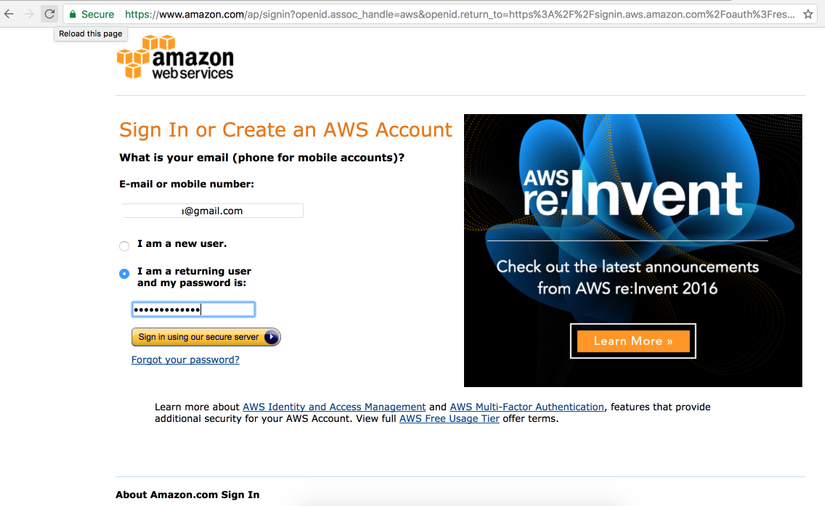 Secure https://www.amazon.com/ap/signin?openid.assoc_handle=aws&openid.return_to=https%3A%2F%2Fsignin.aws.amazon.com%2Foauth%3Fres...
Reload this page
amazon
webservices
Sign In or Create an AWS Account
What is your email (phone for mobile accounts)?
E-mail or mobile number:
@gmail.com
I am a new user.
I am a returning user
and my password is:
•••••••••••••
Sign in using our secure server
Forgot your password?
AWS
re:Invent
Check out the latest announcements
from AWS re:Invent 2016
Learn More »
Learn more about AWS Identity and Access Management and AWS Multi-Factor Authentication, features that provide
additional security for your AWS Account. View full AWS Free Usage Tier offer terms.
About Amazon.com Sign In